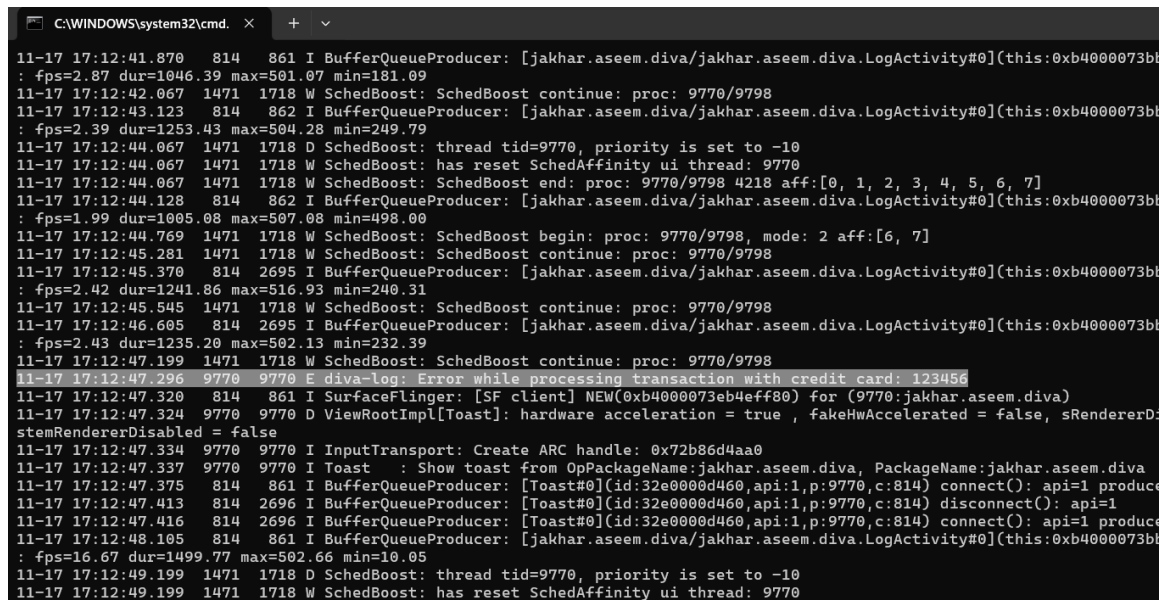 C:\WINDOWS\system32\cmd. × + ∨
11-17 17:12:41.870 814 861 I BufferQueueProducer: [jakhar.aseem.diva/jakhar.aseem.diva.LogActivity#0](this:0xb4000073bb
: fps=2.87 dur=1046.39 max=501.07 min=181.09
11-17 17:12:42.067 1471 1718 W SchedBoost: SchedBoost continue: proc: 9770/9798
11-17 17:12:43.123 814 862 I BufferQueueProducer: [jakhar.aseem.diva/jakhar.aseem.diva.LogActivity#0](this:0xb4000073bb
: fps=2.39 dur=1253.43 max=504.28 min=249.79
11-17 17:12:44.067 1471 1718 D SchedBoost: thread tid=9770, priority is set to -10
11-17 17:12:44.067 1471 1718 W SchedBoost: has reset SchedAffinity ui thread: 9770
11-17 17:12:44.067 1471 1718 W SchedBoost: SchedBoost end: proc: 9770/9798 4218 aff:[0, 1, 2, 3, 4, 5, 6, 7]
11-17 17:12:44.128 814 862 I BufferQueueProducer: [jakhar.aseem.diva/jakhar.aseem.diva.LogActivity#0](this:0xb4000073bb
: fps=1.99 dur=1005.08 max=507.08 min=498.00
11-17 17:12:44.769 1471 1718 W SchedBoost: SchedBoost begin: proc: 9770/9798, mode: 2 aff:[6, 7]
11-17 17:12:45.281 1471 1718 W SchedBoost: SchedBoost continue: proc: 9770/9798
11-17 17:12:45.370 814 2695 I BufferQueueProducer: [jakhar.aseem.diva/jakhar.aseem.diva.LogActivity#0](this:0xb4000073bb
: fps=2.42 dur=1241.86 max=516.93 min=240.31
11-17 17:12:45.545 1471 1718 W SchedBoost: SchedBoost continue: proc: 9770/9798
11-17 17:12:46.605 814 2695 I BufferQueueProducer: [jakhar.aseem.diva/jakhar.aseem.diva.LogActivity#0](this:0xb4000073bb
: fps=2.43 dur=1235.20 max=502.13 min=232.39
11-17 17:12:47.199 1471 1718 W SchedBoost: SchedBoost continue: proc: 9770/9798
11-17 17:12:47.296 9770 9770 E diva-log: Error while processing transaction with credit card: 123456
11-17 17:12:47.320 814 861 I SurfaceFlinger: [SF client] NEW(0xb4000073eb4eff80) for (9770:jakhar.aseem.diva)
11-17 17:12:47.324 9770 9770 D ViewRootImpl[Toast]: hardware acceleration = true , fakeHwAccelerated = false, sRendererDi
stemRendererDisabled = false
11-17 17:12:47.334 9770 9770 I InputTransport: Create ARC handle: 0x72b86d4aa0
11-17 17:12:47.337 9770 9770 I Toast : Show toast from OpPackageName:jakhar.aseem.diva, PackageName:jakhar.aseem.diva
11-17 17:12:47.375 814 861 I BufferQueueProducer: [Toast#0](id:32e0000d460,api:1,p:9770,c:814) connect(): api=1 produce
11-17 17:12:47.413 814 2696 I BufferQueueProducer: [Toast#0](id:32e0000d460,api:1,p:9770,c:814) disconnect(): api=1
11-17 17:12:47.416 814 2696 I BufferQueueProducer: [Toast#0](id:32e0000d460,api:1,p:9770,c:814) connect(): api=1 produce
11-17 17:12:48.105 814 861 I BufferQueueProducer: [jakhar.aseem.diva/jakhar.aseem.diva.LogActivity#0](this:0xb4000073bb
: fps=16.67 dur=1499.77 max=502.66 min=10.05
11-17 17:12:49.199 1471 1718 D SchedBoost: thread tid=9770, priority is set to -10
11-17 17:12:49.199 1471 1718 W SchedBoost: has reset SchedAffinity ui thread: 9770